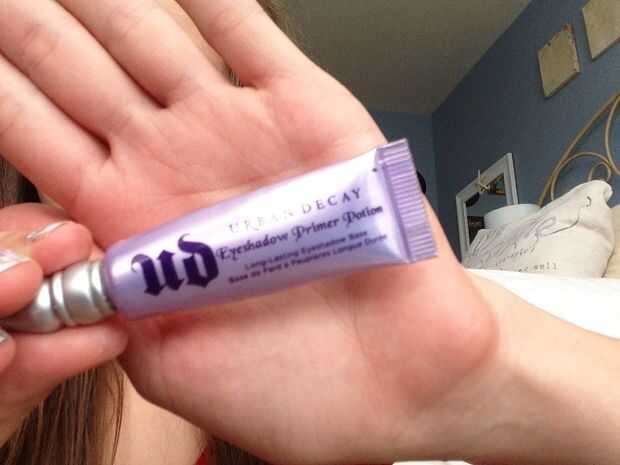 URBAN DECAY
ud
Eyeshadow Primer Potion
Long-Lasting Eyeshadow Base
Base de Fard à Paupières Longue Durée